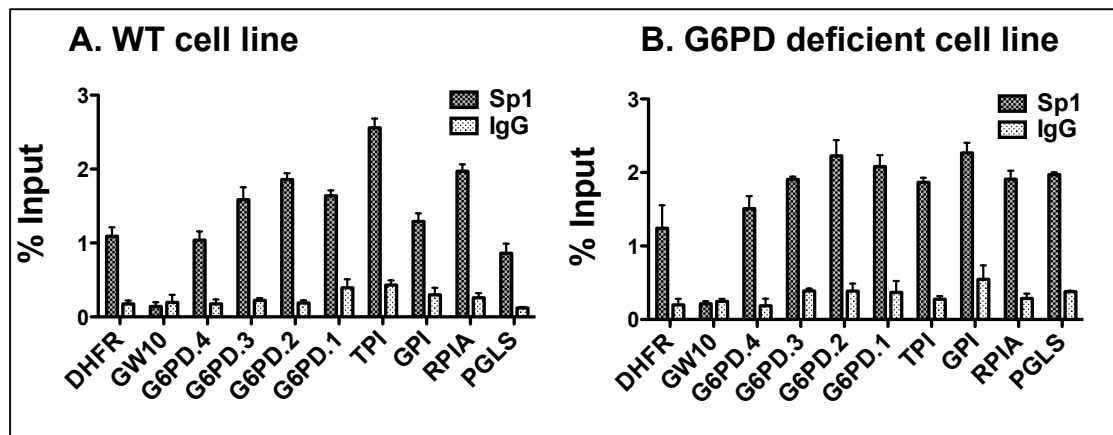 A. WT cell line
Sp1
IgG
% Input
3
2
1
0
DHFR
GW10
G6PD.4
G6PD.3
G6PD.2
G6PD.1
TPI
GPI
RPIA
PGLS
B. G6PD deficient cell line
Sp1
IgG
% Input
3
2
1
0
DHFR
GW10
G6PD.4
G6PD.3
G6PD.2
G6PD.1
TPI
GPI
RPIA
PGLS